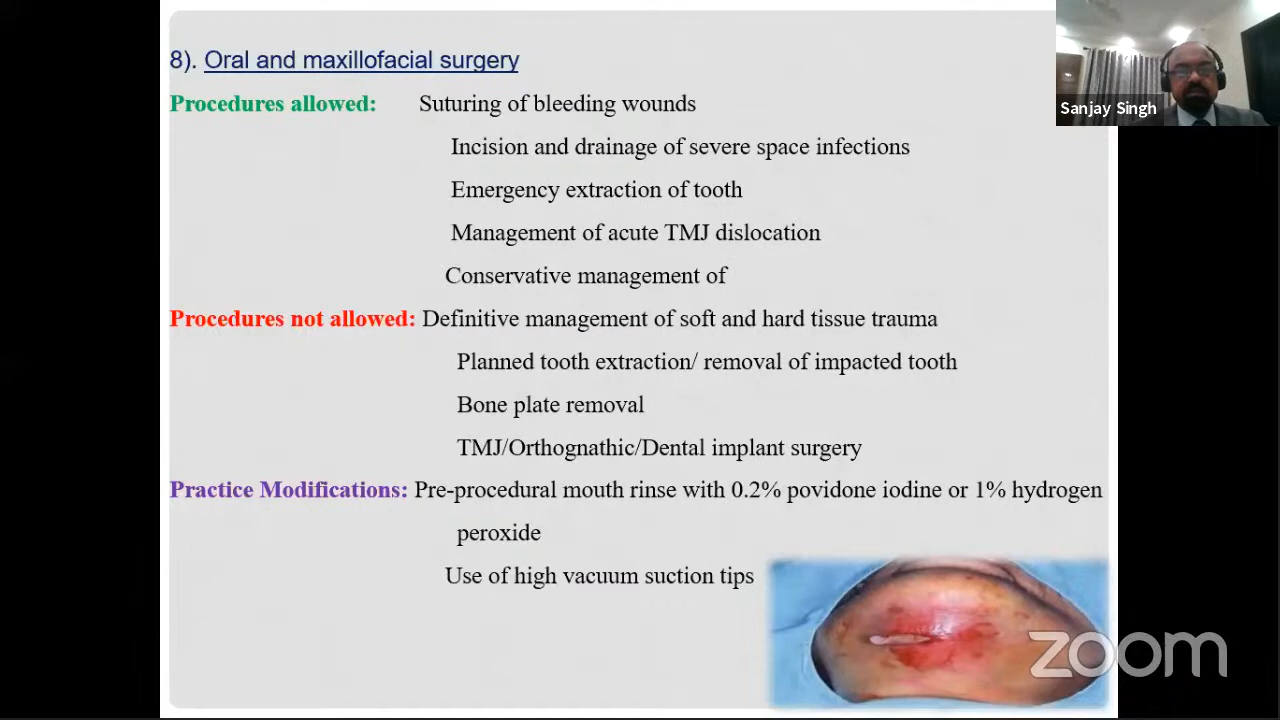 8). Oral and maxillofacial surgery
Procedures allowed: Suturing of bleeding wounds
Incision and drainage of severe space infections
Emergency extraction of tooth
Management of acute TMJ dislocation
Conservative management of
Procedures not allowed: Definitive management of soft and hard tissue trauma
Planned tooth extraction/ removal of impacted tooth
Bone plate removal
TMJ/Orthognathic/Dental implant surgery
Practice Modifications: Pre-procedural mouth rinse with 0.2% povidone iodine or 1% hydrogen
peroxide
Use of high vacuum suction tips
Sanjay Singh
zoom